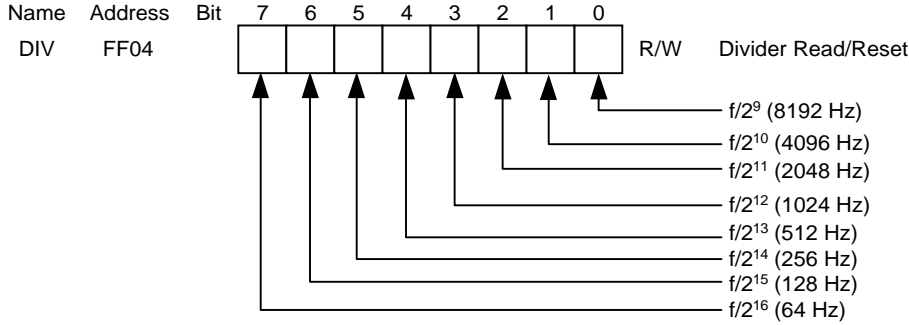 Name Address Bit 7 6 5 4 3 2 1 0
DIV FF04 R/W Divider Read/Reset
f/2⁹ (8192 Hz)
f/2¹⁰ (4096 Hz)
f/2¹¹ (2048 Hz)
f/2¹² (1024 Hz)
f/2¹³ (512 Hz)
f/2¹⁴ (256 Hz)
f/2¹⁵ (128 Hz)
f/2¹⁶ (64 Hz)